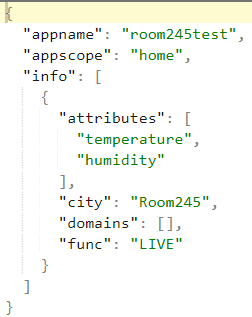 {
  "appname": "room245test",
  "appscope": "home",
  "info": [
    {
      "attributes": [
        "temperature",
        "humidity"
      ],
      "city": "Room245",
      "domains": [],
      "func": "LIVE"
    }
  ]
}